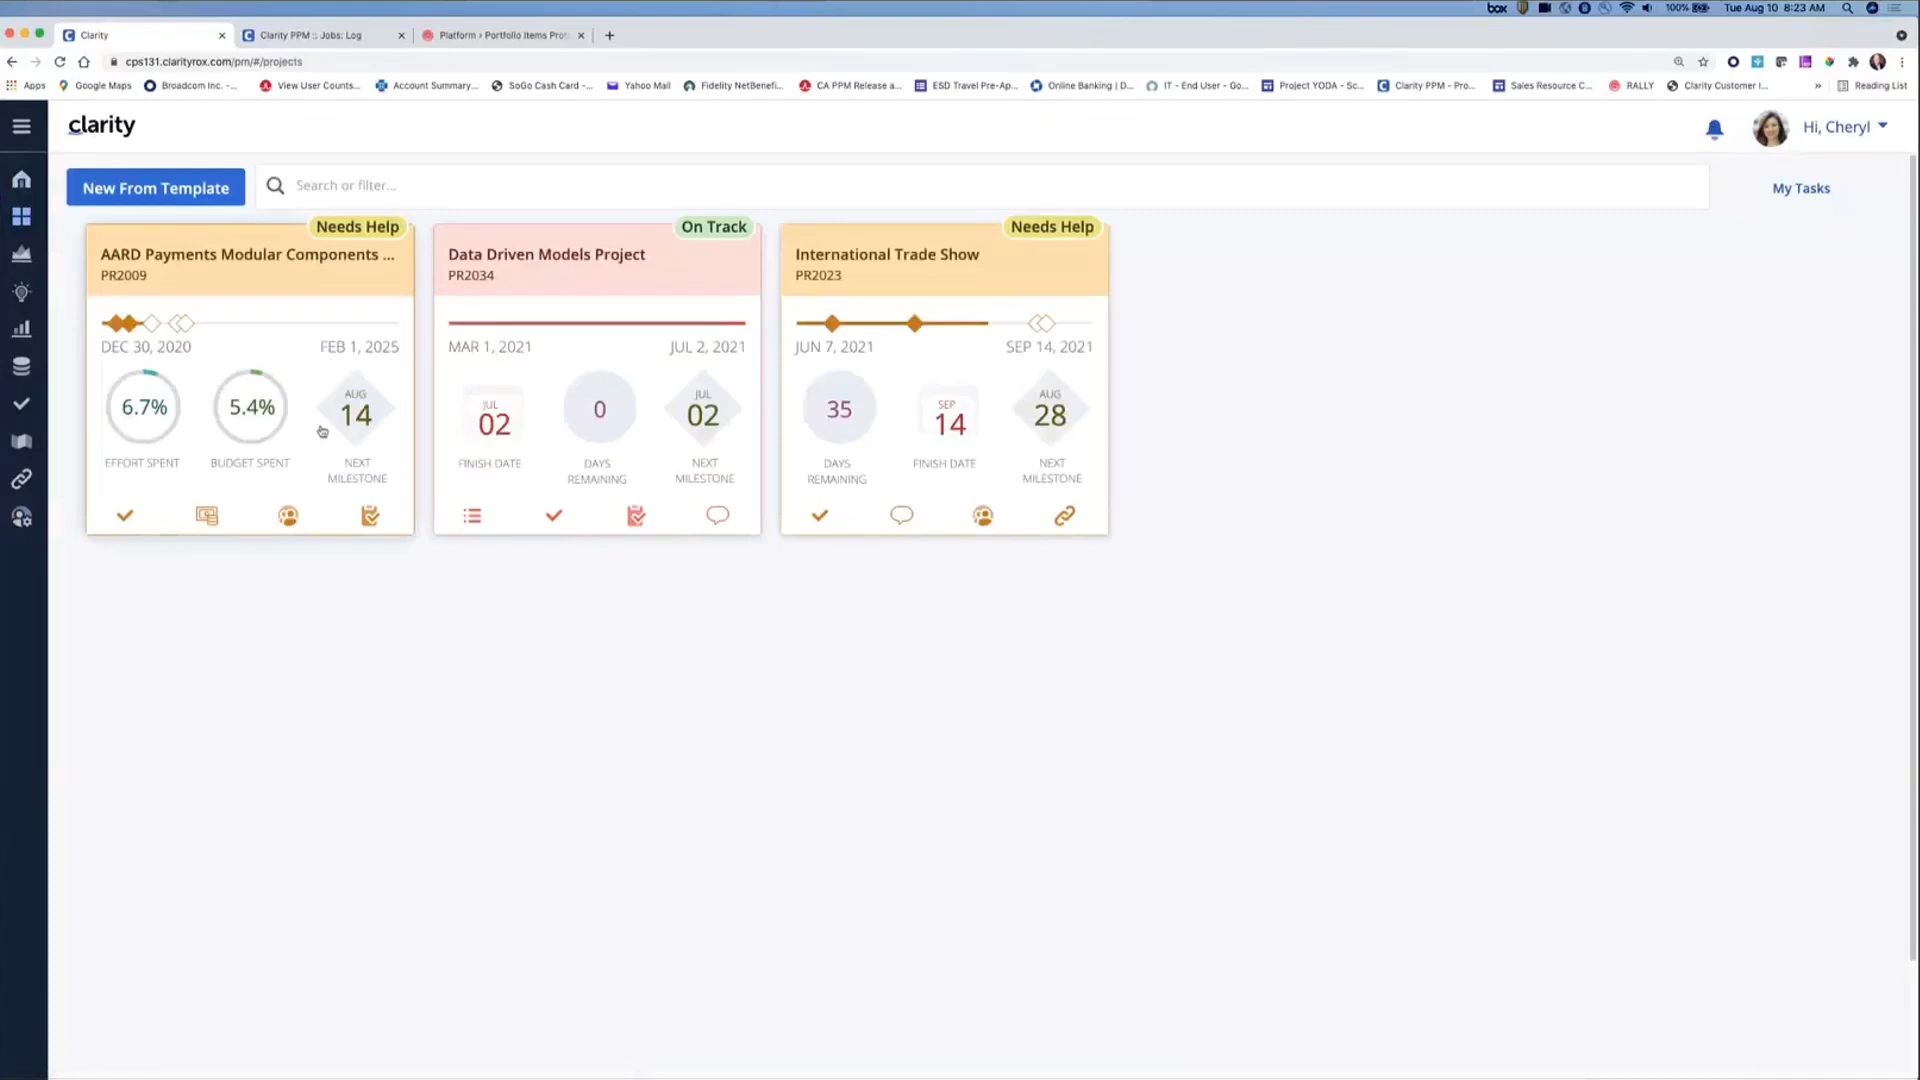 box 100% Tue Aug 10 8:23 AM
Clarity Clarity PPM :: Jobs: Log Platform › Portfolio Items Prot
cps131.clarityrox.com/pm/#/projects
Apps Google Maps Broadcom Inc. -... View User Counts... Account Summary... SoGo Cash Card -... Yahoo Mail Fidelity NetBenefi... CA PPM Release a... ESD Travel Pre-Ap... Online Banking | D... IT - End User - Go... Project YODA - Sc... Clarity PPM - Pro... Sales Resource C... RALLY Clarity Customer I... » Reading List
clarity
Hi, Cheryl
New From Template
Search or filter...
My Tasks
Needs Help
AARD Payments Modular Components ...
PR2009
DEC 30, 2020 FEB 1, 2025
6.7% 5.4% AUG 14
EFFORT SPENT BUDGET SPENT NEXT MILESTONE
On Track
Data Driven Models Project
PR2034
MAR 1, 2021 JUL 2, 2021
JUL 02 0 JUL 02
FINISH DATE DAYS REMAINING NEXT MILESTONE
Needs Help
International Trade Show
PR2023
JUN 7, 2021 SEP 14, 2021
35 SEP 14 AUG 28
DAYS REMAINING FINISH DATE NEXT MILESTONE